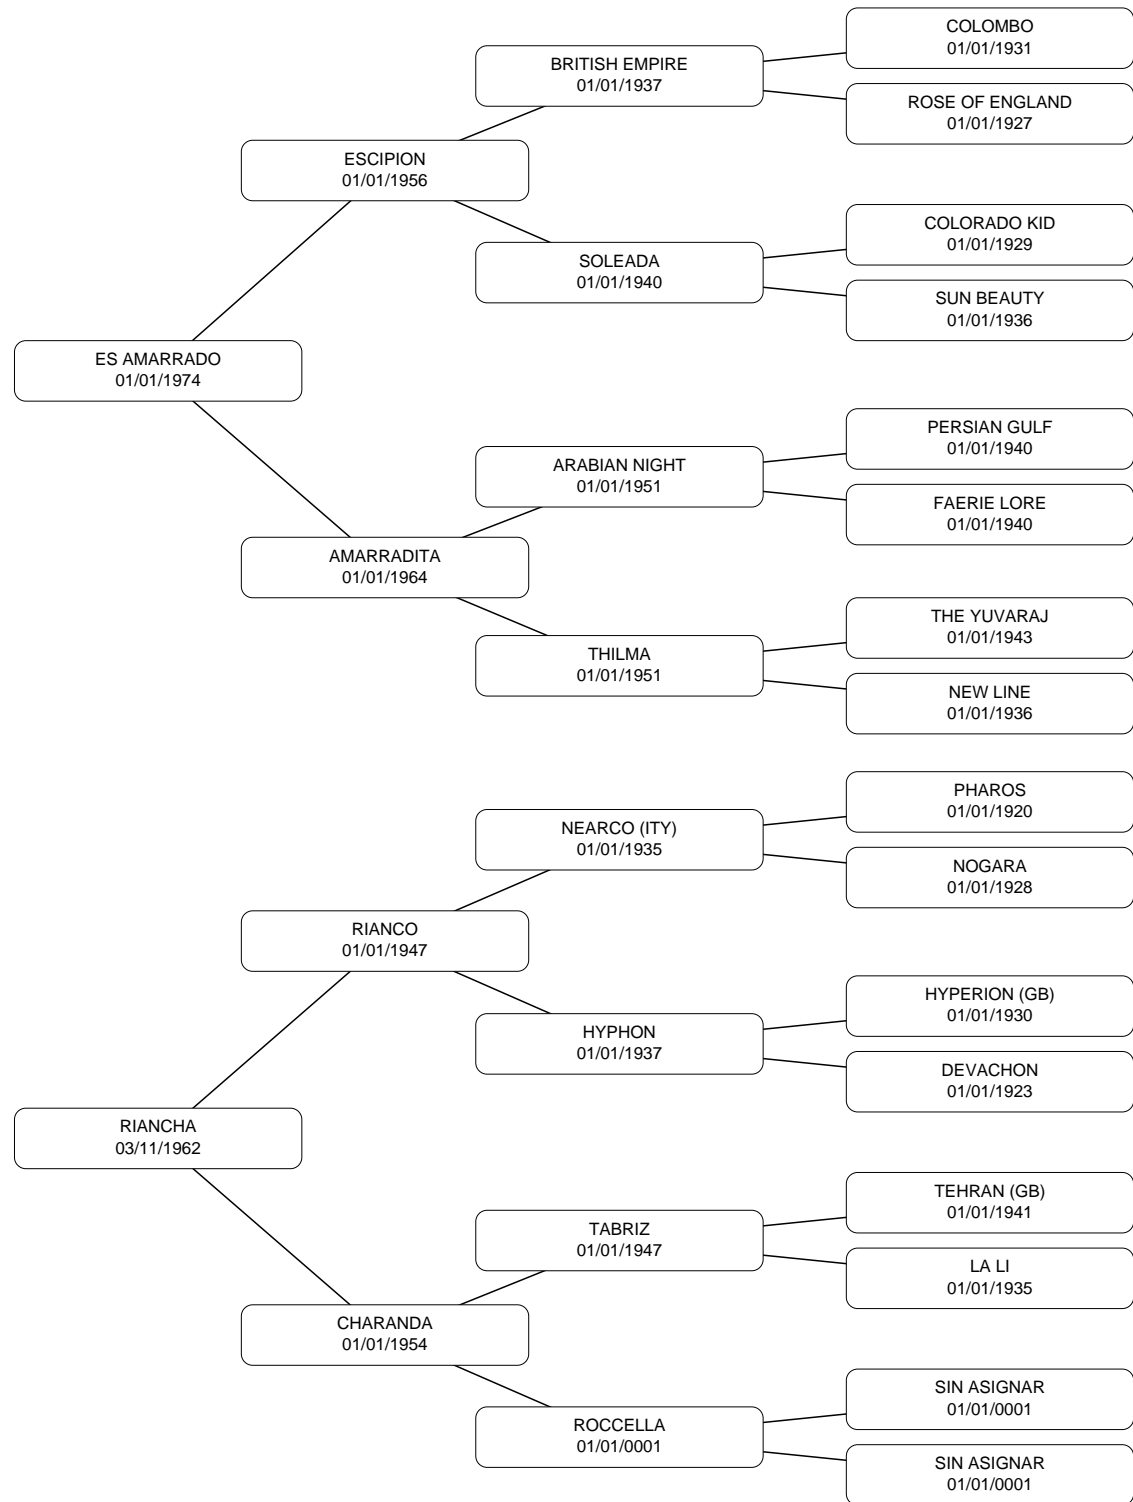 COLOMBO
01/01/1931
BRITISH EMPIRE
01/01/1937
ROSE OF ENGLAND
01/01/1927
ESCIPION
01/01/1956
COLORADO KID
01/01/1929
SOLEADA
01/01/1940
SUN BEAUTY
01/01/1936
ES AMARRADO
01/01/1974
PERSIAN GULF
01/01/1940
ARABIAN NIGHT
01/01/1951
FAERIE LORE
01/01/1940
AMARRADITA
01/01/1964
THE YUVARAJ
01/01/1943
THILMA
01/01/1951
NEW LINE
01/01/1936
PHAROS
01/01/1920
NEARCO (ITY)
01/01/1935
NOGARA
01/01/1928
RIANCO
01/01/1947
HYPERION (GB)
01/01/1930
HYPHON
01/01/1937
DEVACHON
01/01/1923
RIANCHA
03/11/1962
TEHRAN (GB)
01/01/1941
TABRIZ
01/01/1947
LA LI
01/01/1935
CHARANDA
01/01/1954
SIN ASIGNAR
01/01/0001
ROCCELLA
01/01/0001
SIN ASIGNAR
01/01/0001